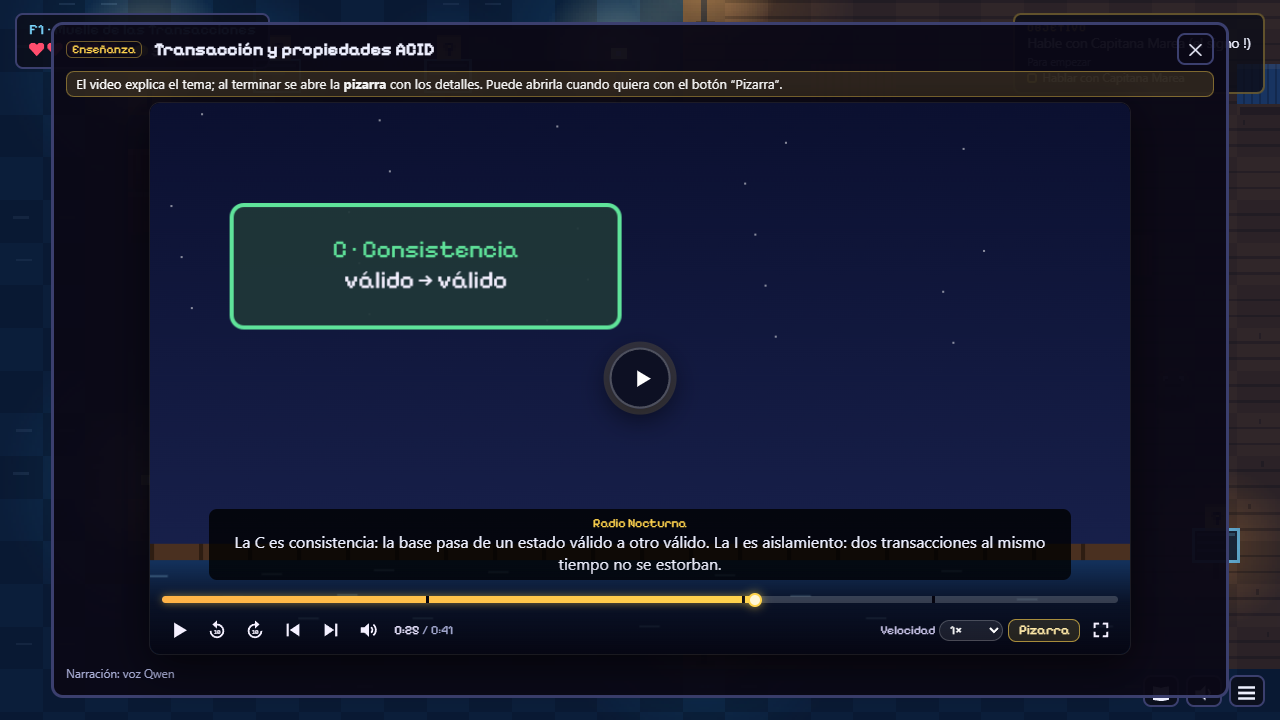 Enseñanza
Transacción y propiedades ACID
El video explica el tema; al terminar se abre la pizarra con los detalles. Puede abrirla cuando quiera con el botón “Pizarra”.
C · Consistencia
válido → válido
Radio Nocturna
La C es consistencia: la base pasa de un estado válido a otro válido. La I es aislamiento: dos transacciones al mismo
tiempo no se estorban.
0:28 / 0:41
Velocidad
1×
Pizarra
Narración: voz Qwen